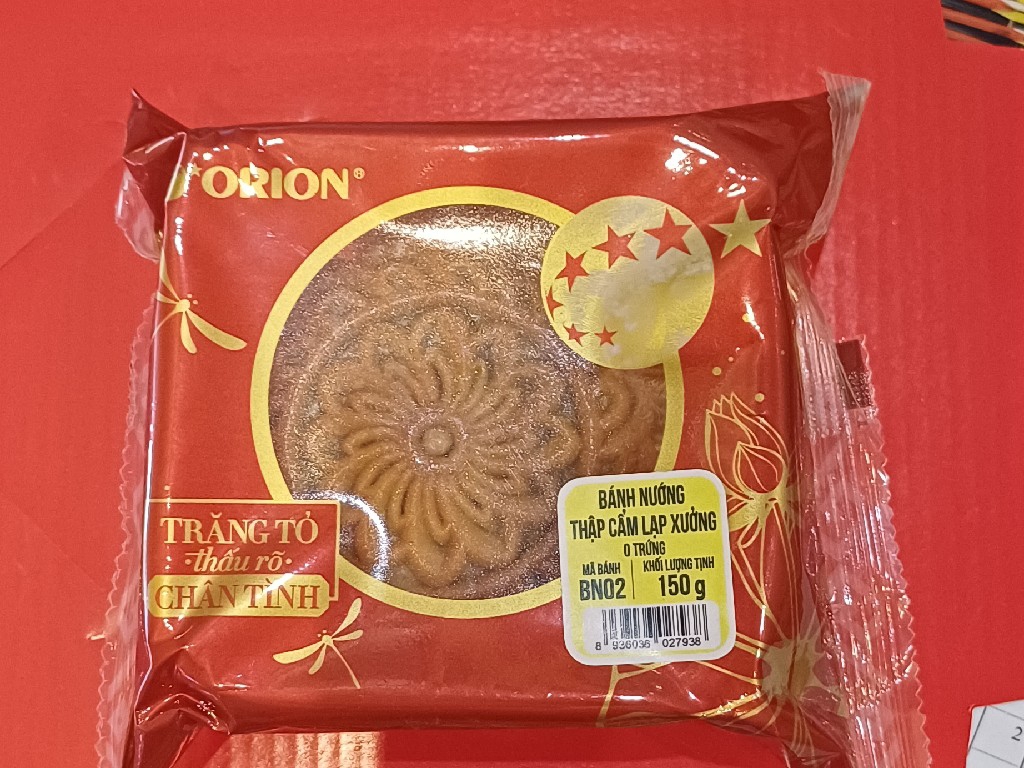 ORION®
TRĂNG TỎ
·thấu rõ·
CHÂN TÌNH
BÁNH NƯỚNG
THẬP CẨM LẠP XƯỞNG
0 TRỨNG
MÃ BÁNH
BN02
KHỐI LƯỢNG TỊNH
150 g
8 936036 027938
2